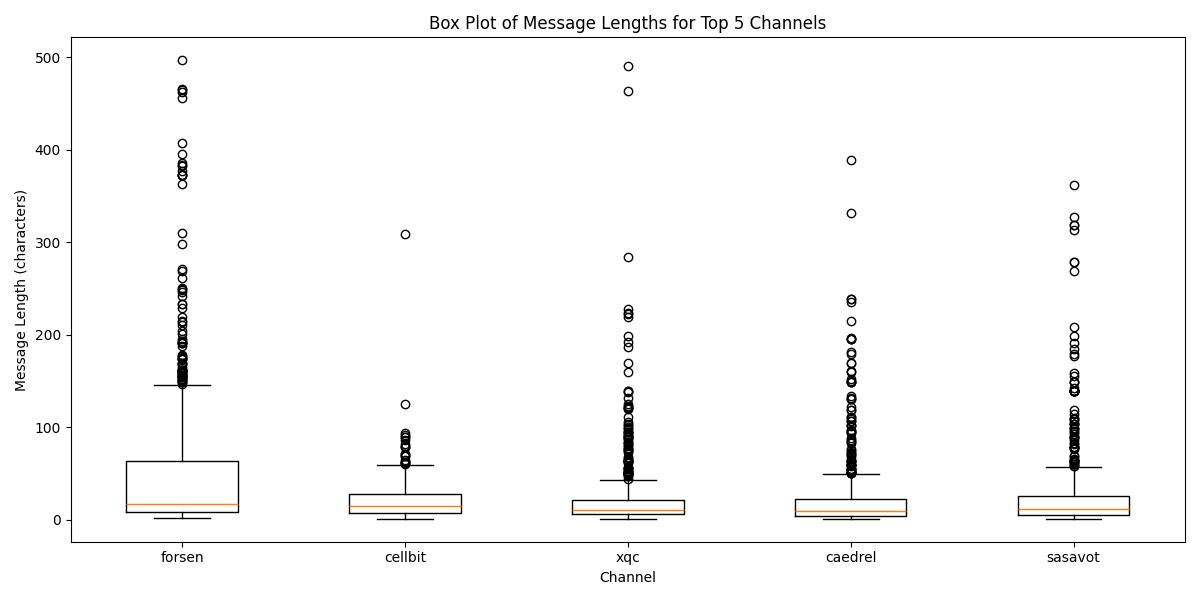 Box Plot of Message Lengths for Top 5 Channels
Message Length (characters)
500
400
300
200
100
0
forsen cellbit xqc caedrel sasavot
Channel